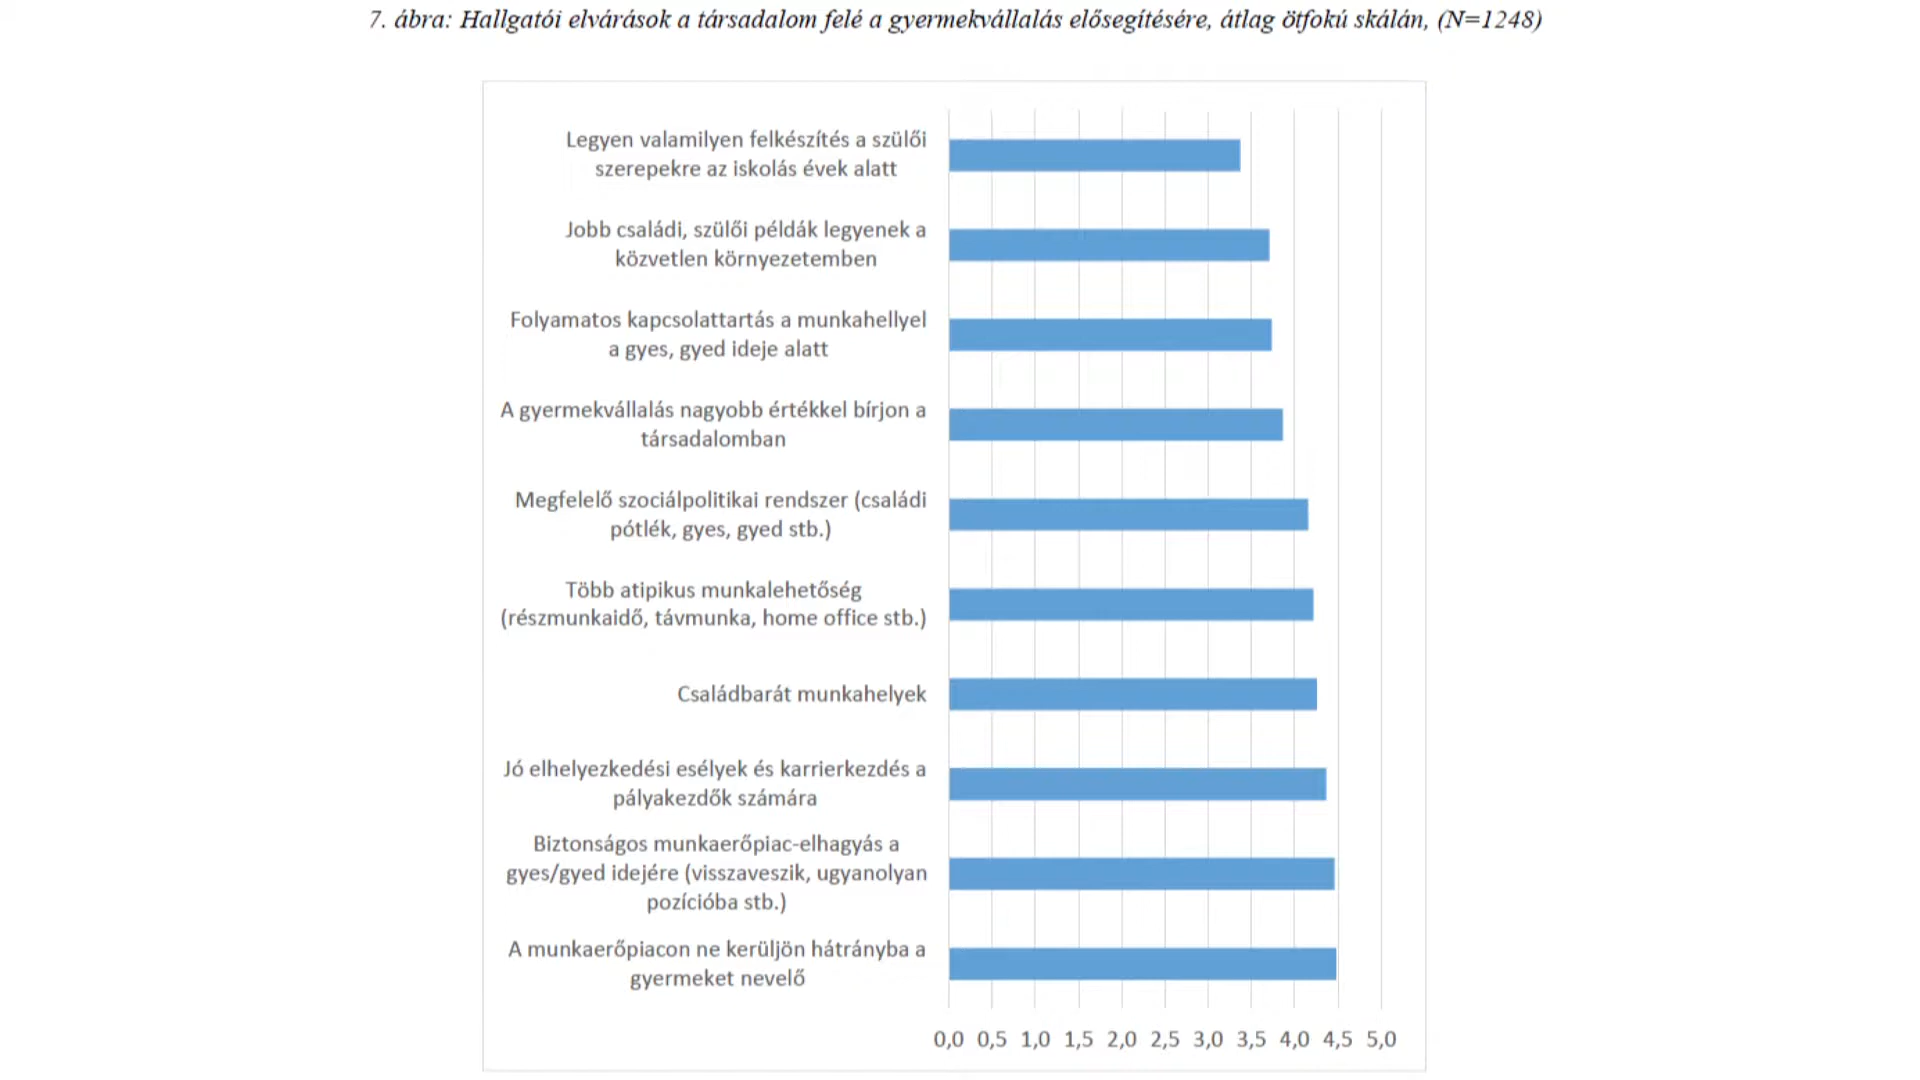 7. ábra: Hallgatói elvárások a társadalom felé a gyermekvállalás elősegítésére, átlag ötfokú skálán, (N=1248)
Legyen valamilyen felkészítés a szülői
szerepekre az iskolás évek alatt
Jobb családi, szülői példák legyenek a
közvetlen környezetemben
Folyamatos kapcsolattartás a munkahellyel
a gyes, gyed ideje alatt
A gyermekvállalás nagyobb értékkel bírjon a
társadalomban
Megfelelő szociálpolitikai rendszer (családi
pótlék, gyes, gyed stb.)
Több atipikus munkalehetőség
(részmunkaidő, távmunka, home office stb.)
Családbarát munkahelyek
Jó elhelyezkedési esélyek és karrierkezdés a
pályakezdők számára
Biztonságos munkaerőpiac-elhagyás a
gyes/gyed idejére (visszaveszik, ugyanolyan
pozícióba stb.)
A munkaerőpiacon ne kerüljön hátrányba a
gyermeket nevelő
0,0 0,5 1,0 1,5 2,0 2,5 3,0 3,5 4,0 4,5 5,0